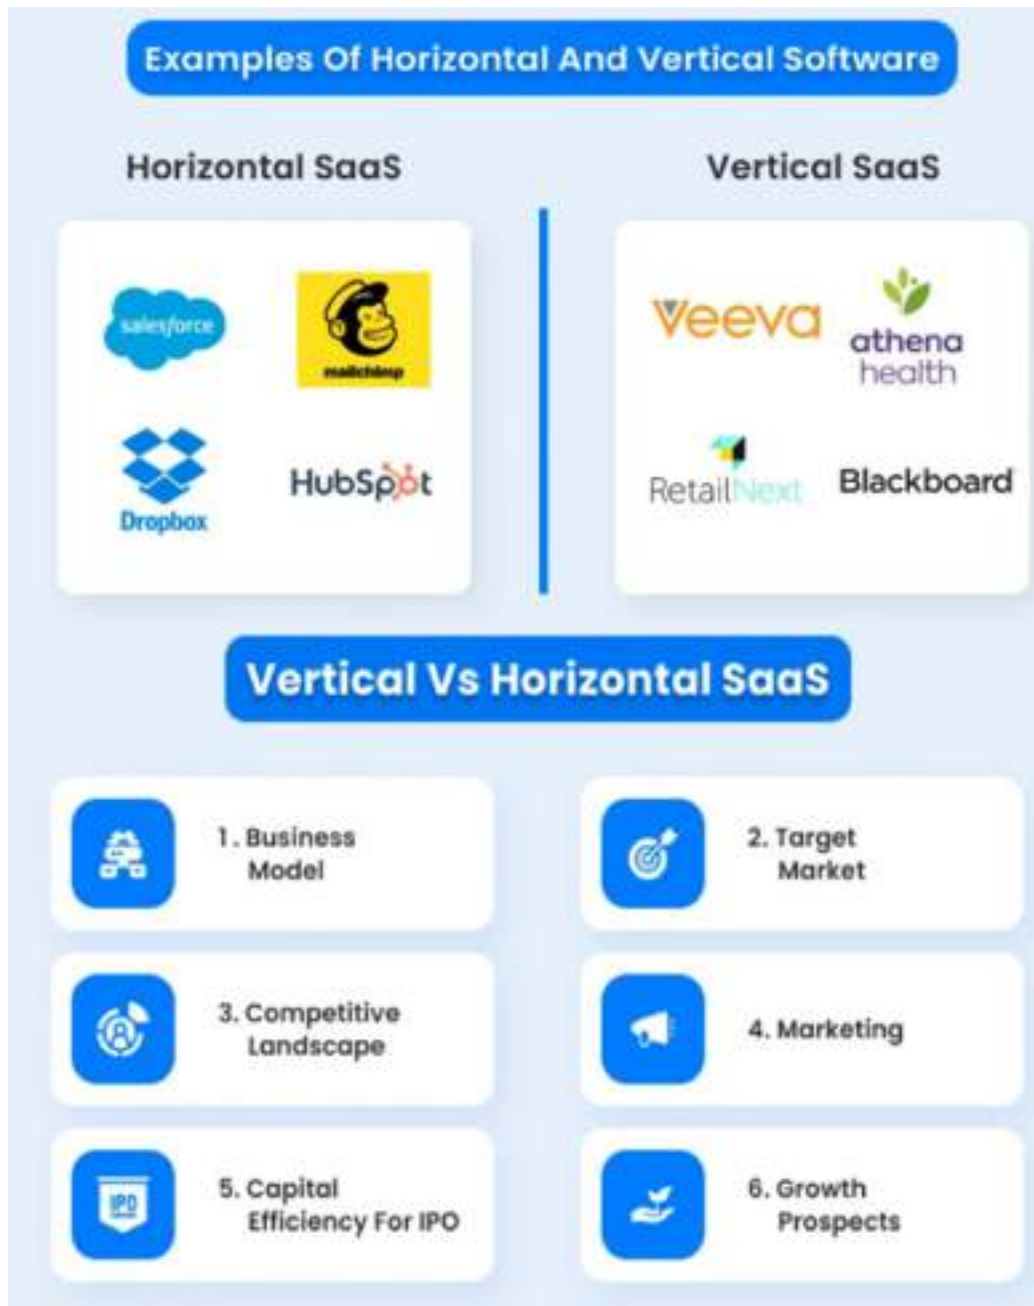 Examples Of Horizontal And Vertical Software
Horizontal SaaS
salesforce
mailchimp
Dropbox
HubSpot
Vertical SaaS
Veeva
athena
health
RetailNext
Blackboard
Vertical Vs Horizontal SaaS
1. Business
Model
2. Target
Market
3. Competitive
Landscape
4. Marketing
IPO
5. Capital
Efficiency For IPO
6. Growth
Prospects